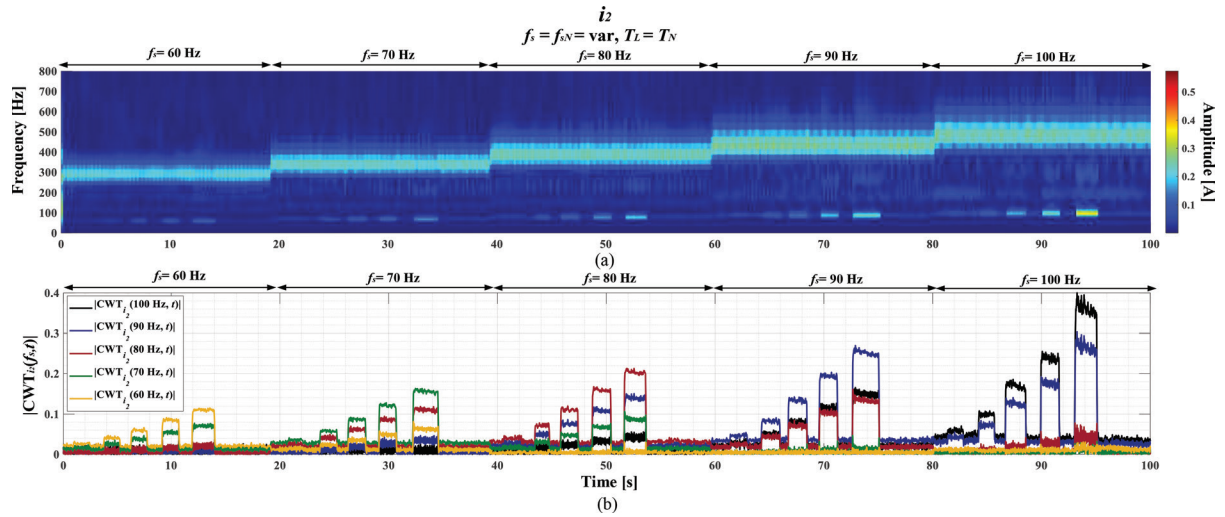 i2
fs = fsN = var, TL = TN
fs= 60 Hz fs= 70 Hz fs= 80 Hz fs= 90 Hz fs= 100 Hz
Frequency [Hz]
800
700
600
500
400
300
200
100
0
0 10 20 30 40 50 60 70 80 90 100
0.5
0.4
0.3
0.2
0.1
Amplitude [A]
(a)
fs= 60 Hz fs= 70 Hz fs= 80 Hz fs= 90 Hz fs= 100 Hz
|CWTi2(fs,t)|
0.4
0.3
0.2
0.1
0
|CWTi2(100 Hz, t)|
|CWTi2(90 Hz, t)|
|CWTi2(80 Hz, t)|
|CWTi2(70 Hz, t)|
|CWTi2(60 Hz, t)|
0 10 20 30 40 50 60 70 80 90 100
Time [s]
(b)